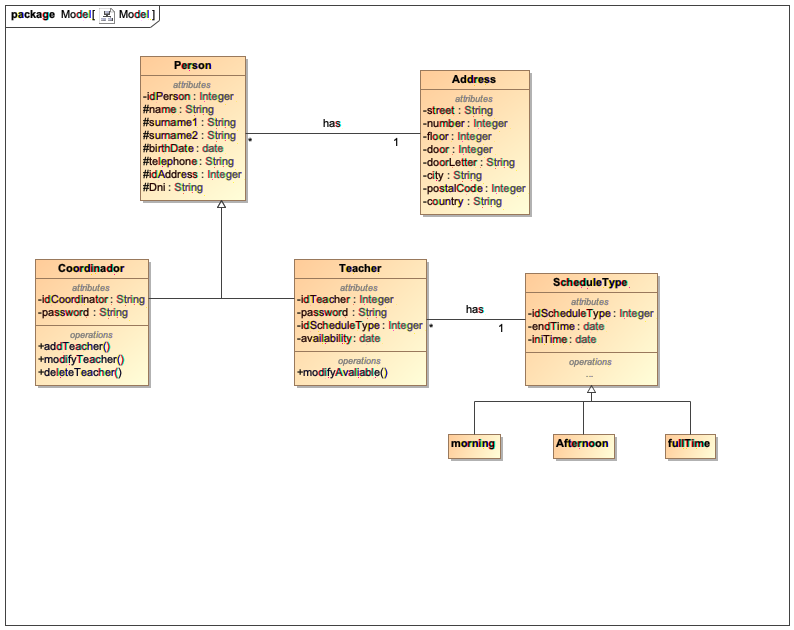 package Model[ Model ]
Person
attributes
-idPerson : Integer
#name : String
#surname1 : String
#surname2 : String
#birthDate : date
#telephone : String
#idAddress : Integer
#Dni : String
has
*
1
Address
attributes
-street : String
-number : Integer
-floor : Integer
-door : Integer
-doorLetter : String
-city : String
-postalCode : Integer
-country : String
Coordinador
attributes
-idCoordinator : String
-password : String
operations
+addTeacher()
+modifyTeacher()
+deleteTeacher()
Teacher
attributes
-idTeacher : Integer
-password : String
-idScheduleType : Integer
-availability : date
operations
+modifyAvaliable()
has
*
1
ScheduleType
attributes
-idScheduleType : Integer
-endTime : date
-iniTime : date
operations
...
morning
Afternoon
fullTime